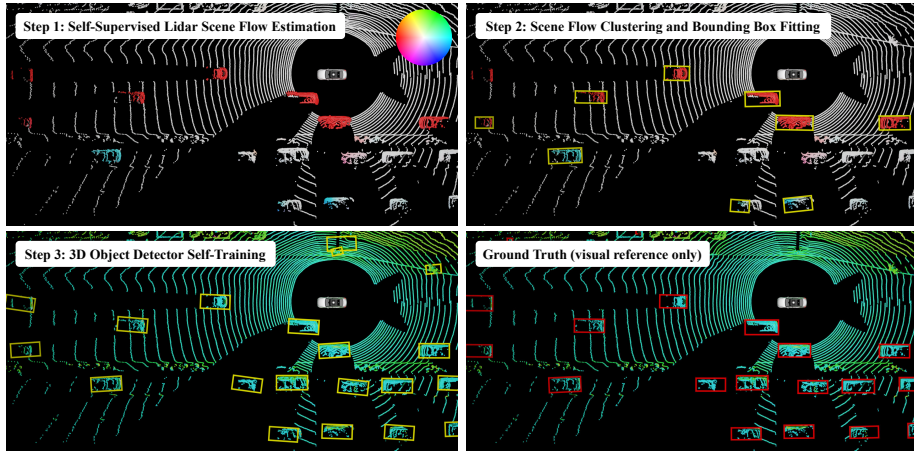 Step 1: Self-Supervised Lidar Scene Flow Estimation
Step 2: Scene Flow Clustering and Bounding Box Fitting
Step 3: 3D Object Detector Self-Training
Ground Truth (visual reference only)